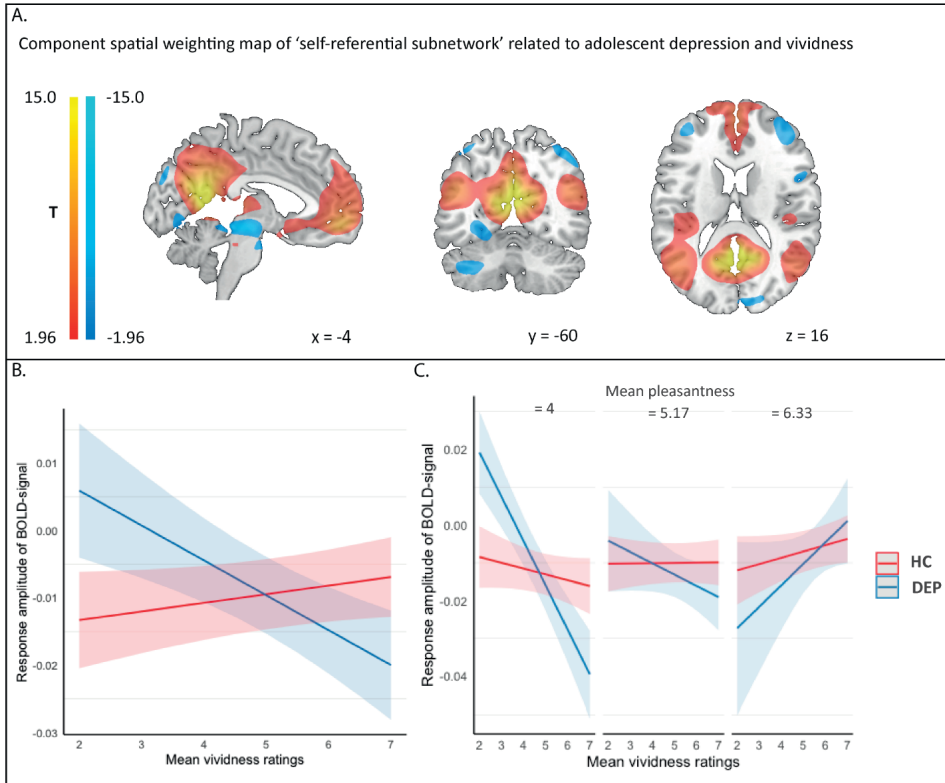 A.
Component spatial weighting map of ‘self-referential subnetwork’ related to adolescent depression and vividness
15.0 -15.0
T
1.96 -1.96
x = -4 y = -60 z = 16
B.
Response amplitude of BOLD-signal
0.01
0.00
-0.01
-0.02
-0.03
2 3 4 5 6 7
Mean vividness ratings
C.
Mean pleasantness
= 4 = 5.17 = 6.33
Response amplitude of BOLD-signal
0.02
0.00
-0.02
-0.04
2 3 4 5 6 7 2 3 4 5 6 7 2 3 4 5 6 7
Mean vividness ratings
HC
DEP